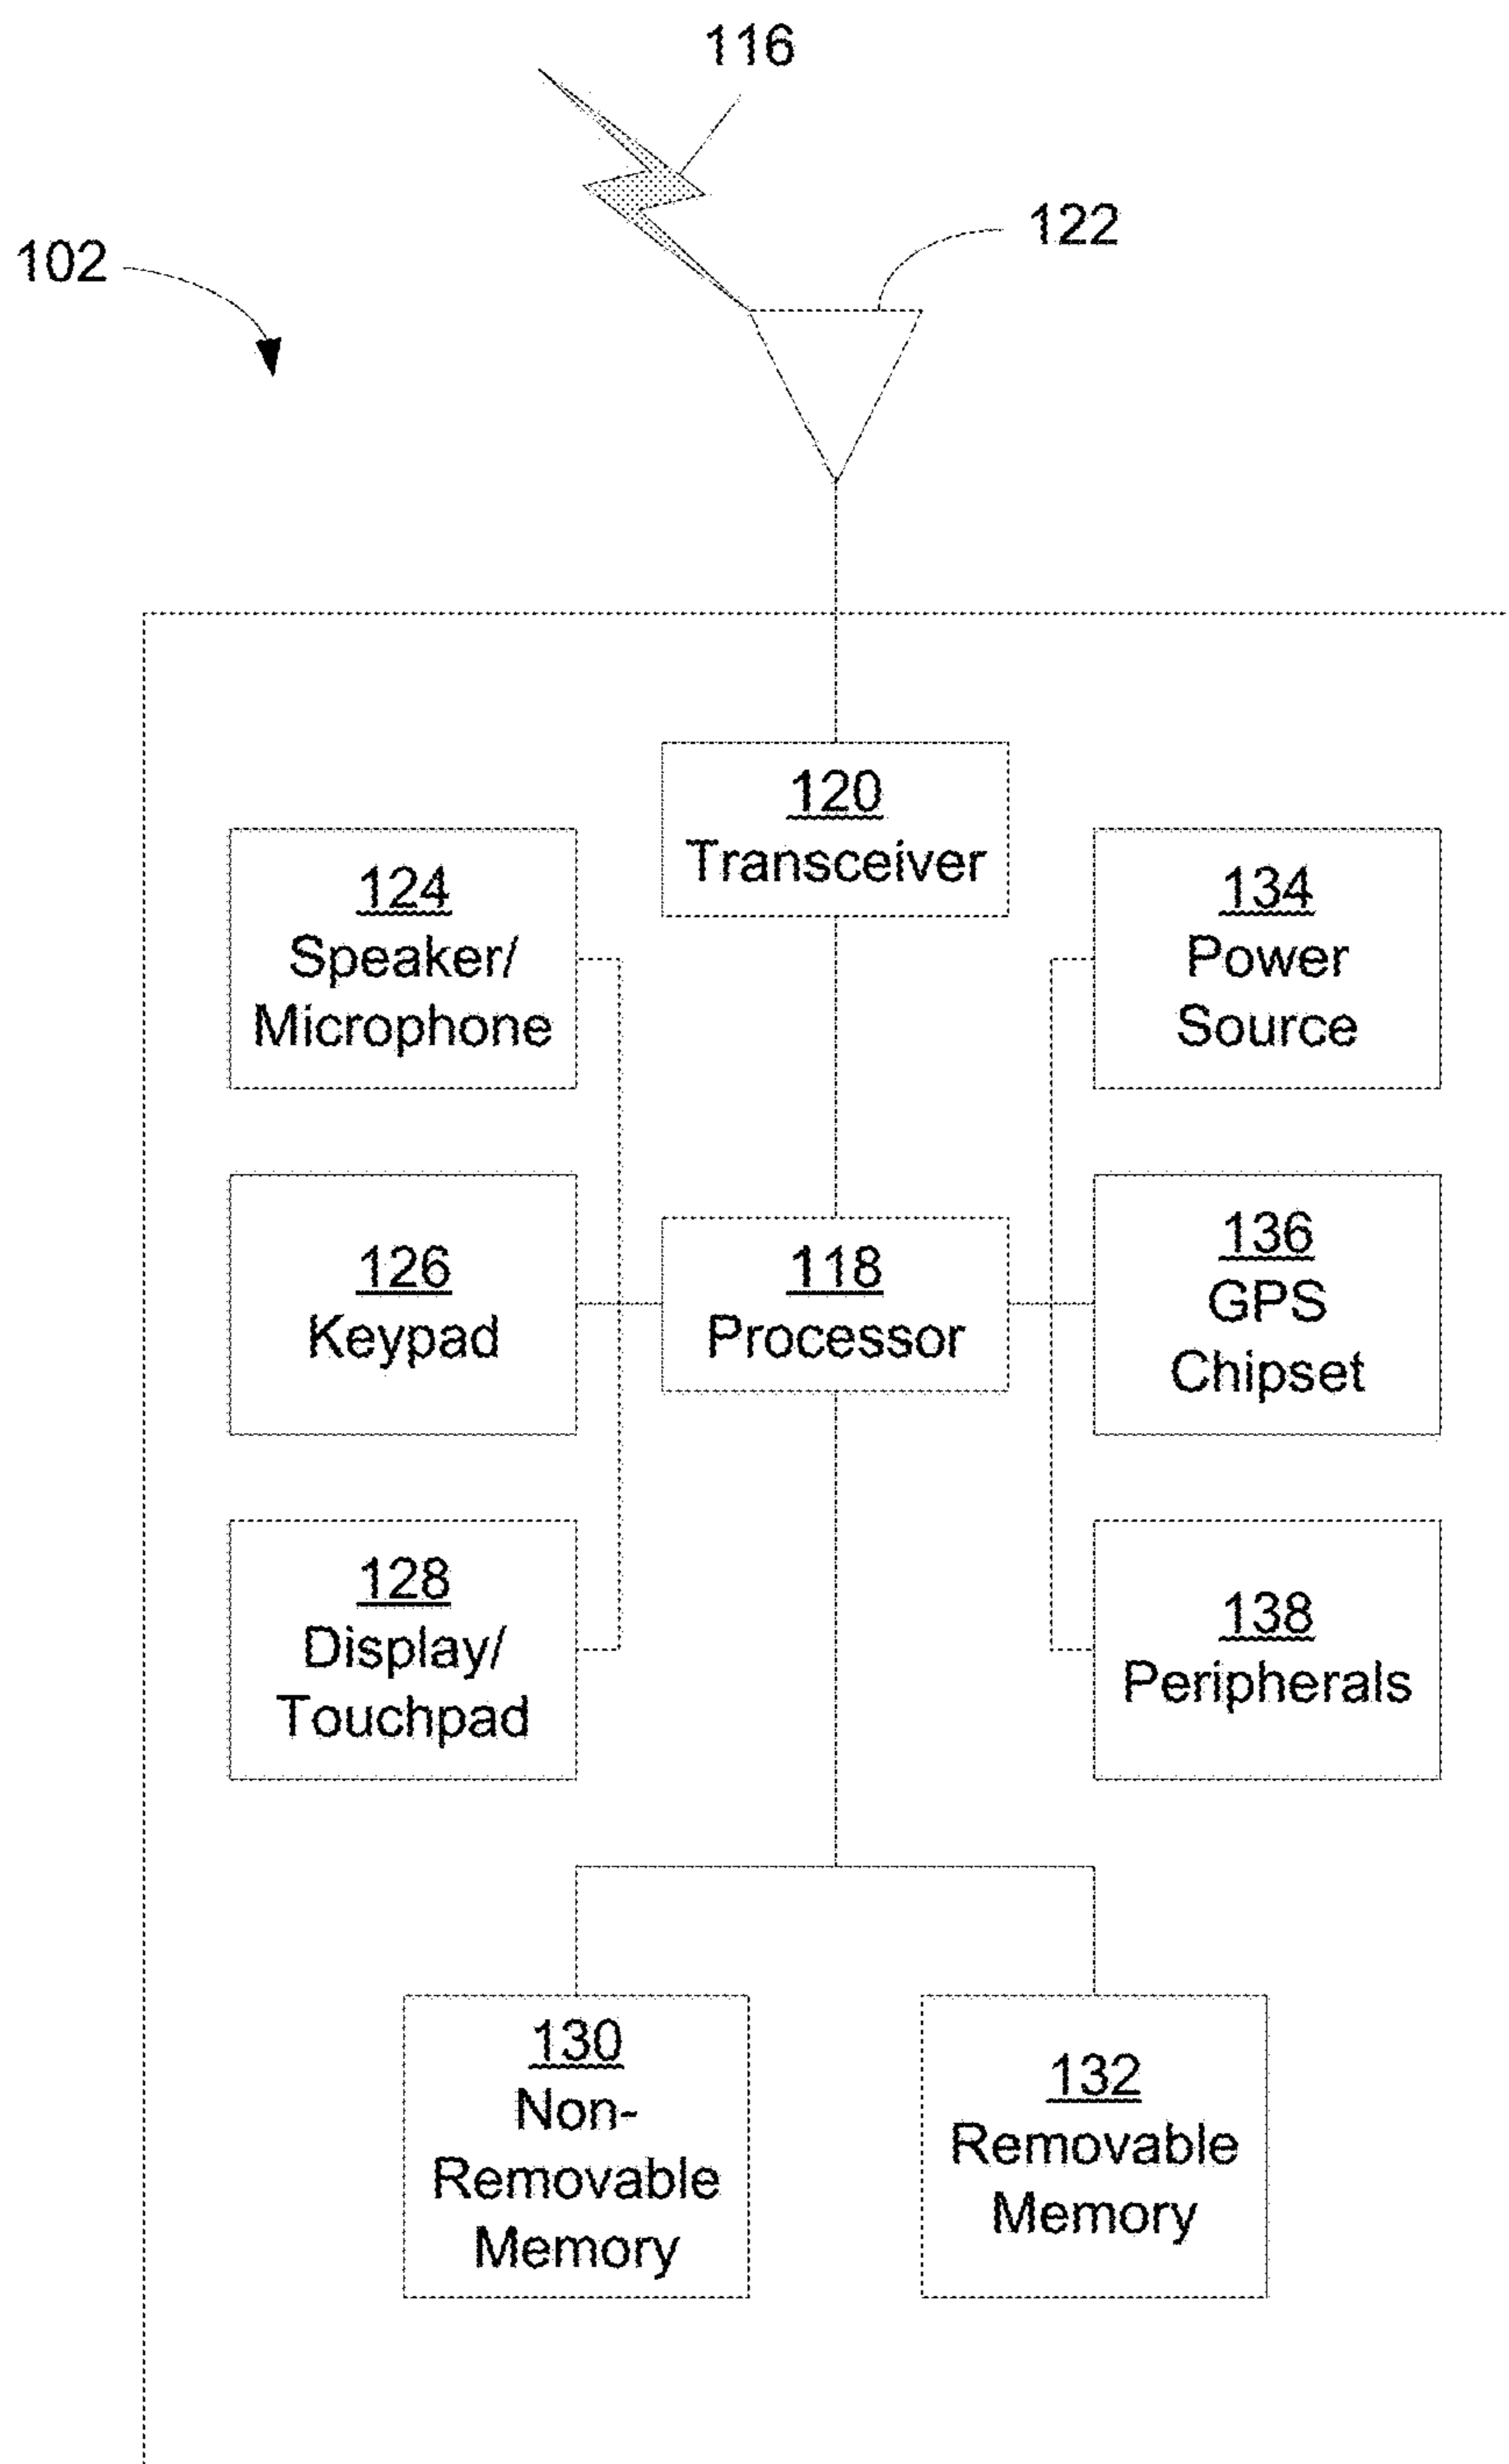 116
122
102
120
Transceiver
124
Speaker/
Microphone
134
Power
Source
126
Keypad
118
Processor
136
GPS
Chipset
128
Display/
Touchpad
138
Peripherals
130
Non-
Removable
Memory
132
Removable
Memory